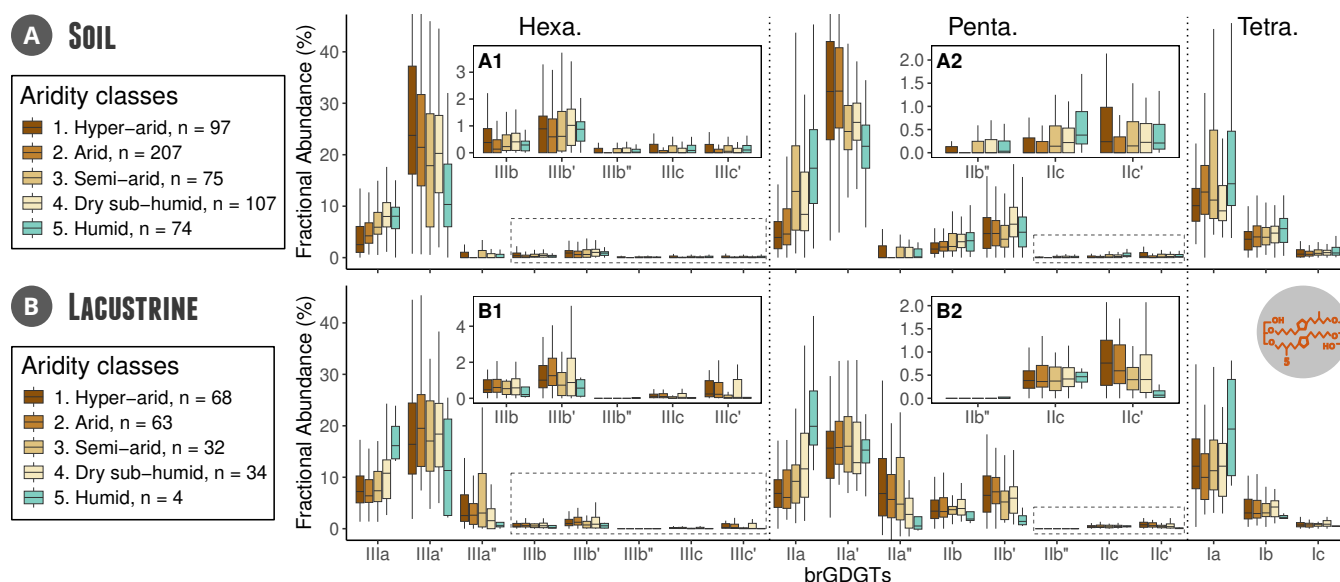 A SOIL
Aridity classes
1. Hyper-arid, n = 97
2. Arid, n = 207
3. Semi-arid, n = 75
4. Dry sub-humid, n = 107
5. Humid, n = 74
Fractional Abundance (%)
40
30
20
10
0
Hexa.
Penta.
Tetra.
A1
3
2
1
0
IIIb IIIb' IIIb" IIIc IIIc'
A2
2.0
1.5
1.0
0.5
0.0
IIb" IIc IIc'
B LACUSTRINE
Aridity classes
1. Hyper-arid, n = 68
2. Arid, n = 63
3. Semi-arid, n = 32
4. Dry sub-humid, n = 34
5. Humid, n = 4
Fractional Abundance (%)
40
30
20
10
0
B1
4
2
0
IIIb IIIb' IIIb" IIIc IIIc'
B2
2.0
1.5
1.0
0.5
0.0
IIb" IIc IIc'
OH
O
O
5
O
O
HO
IIIa IIIa' IIIa" IIIb IIIb' IIIb" IIIc IIIc' IIa IIa' IIa" IIb IIb' IIb" IIc IIc' Ia Ib Ic
brGDGTs